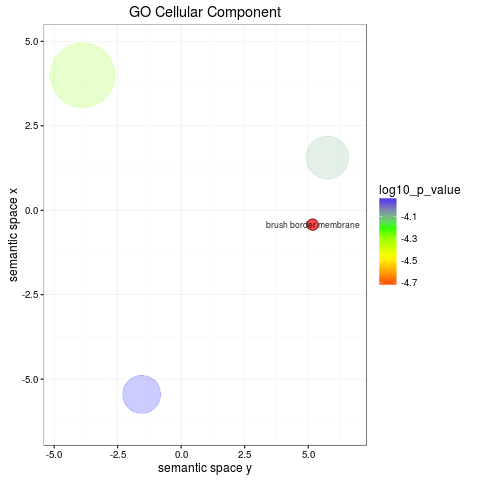 GO Cellular Component
5.0
2.5
0.0
-2.5
-5.0
semantic space x
brush border membrane
-5.0 -2.5 0.0 2.5 5.0
semantic space y
log10_p_value
-4.1
-4.3
-4.5
-4.7